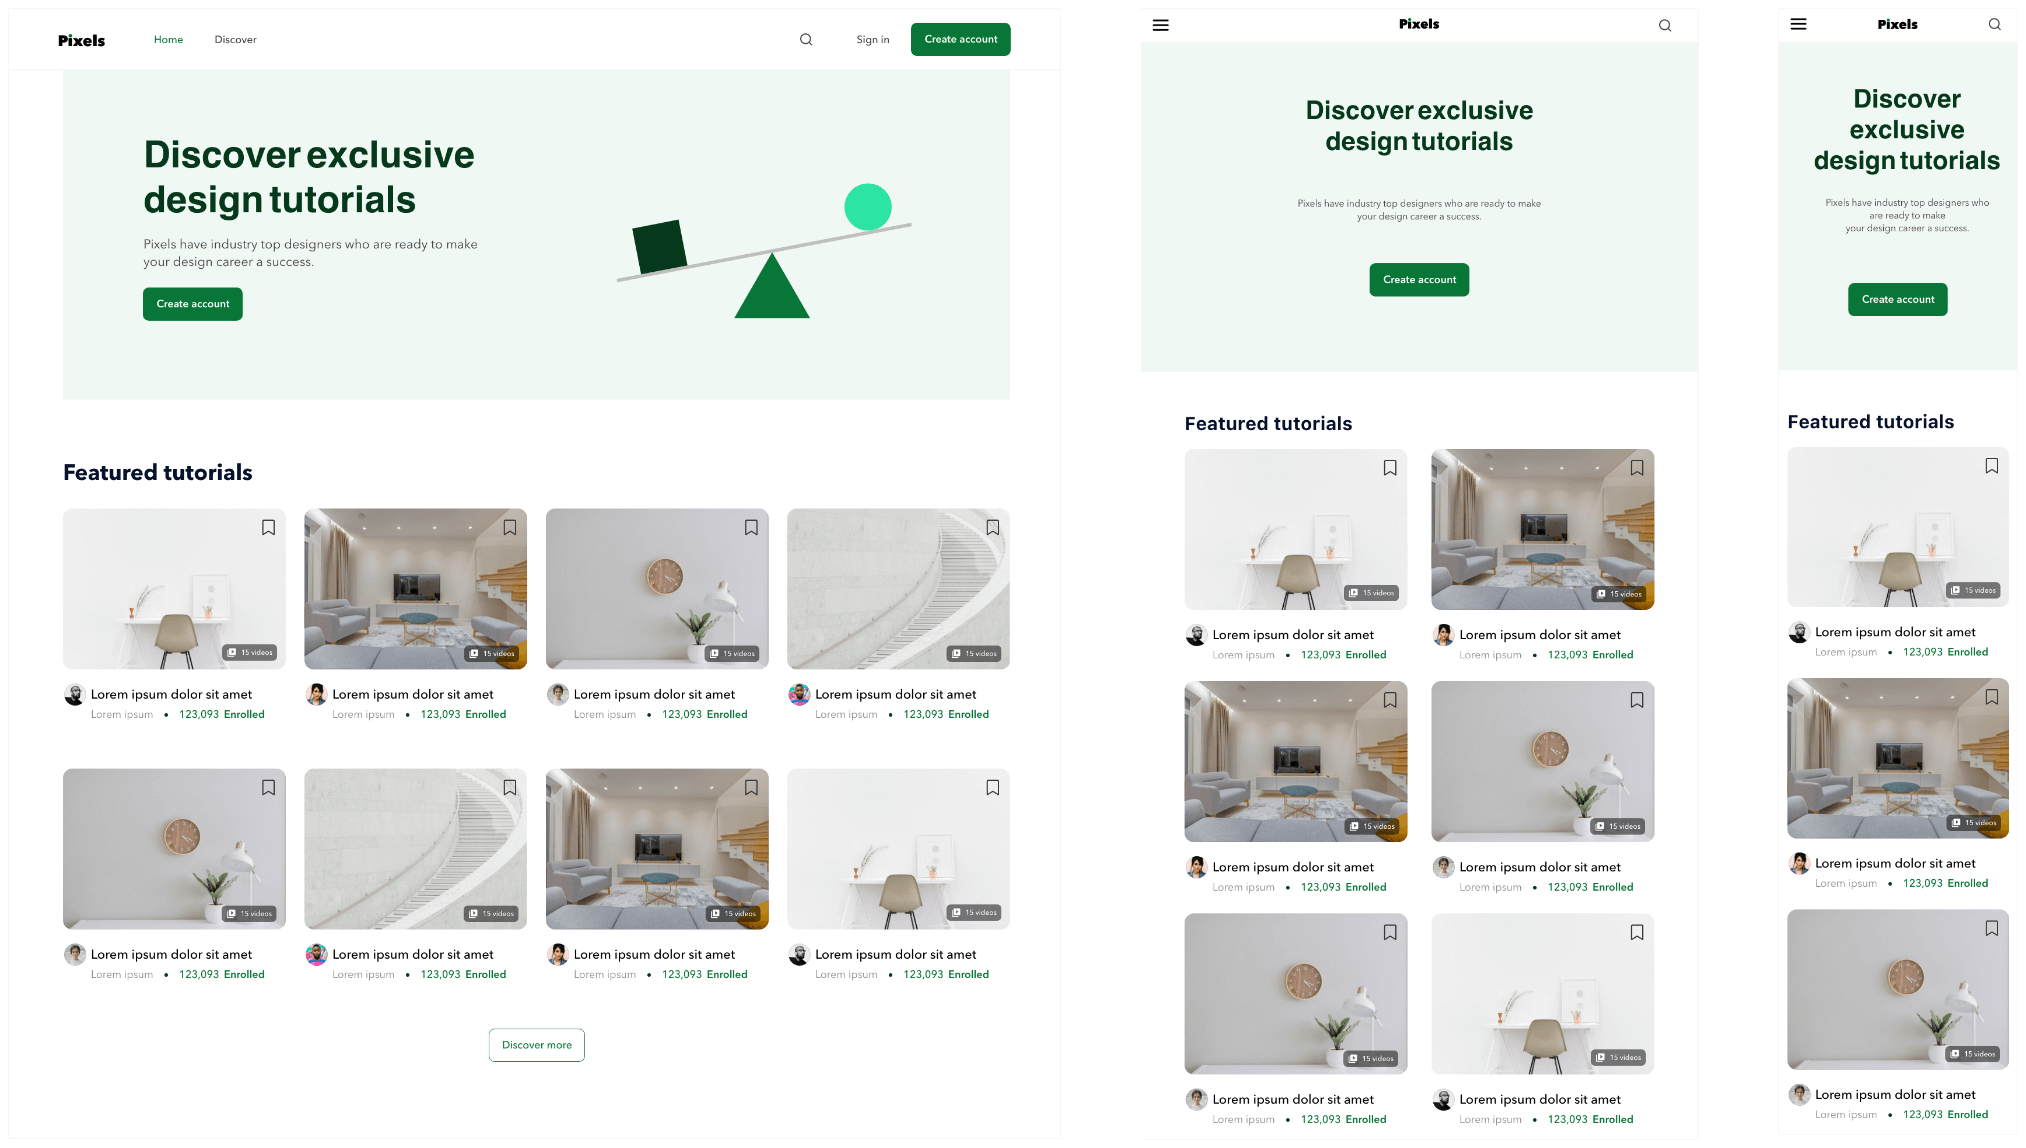 Pixels Home Discover Sign in Create account
Discover exclusive
design tutorials
Pixels have industry top designers who are ready to make
your design career a success.
Create account
Featured tutorials
15 videos 15 videos 15 videos 15 videos
Lorem ipsum dolor sit amet Lorem ipsum dolor sit amet Lorem ipsum dolor sit amet Lorem ipsum dolor sit amet
Lorem ipsum • 123,093 Enrolled Lorem ipsum • 123,093 Enrolled Lorem ipsum • 123,093 Enrolled Lorem ipsum • 123,093 Enrolled
15 videos 15 videos 15 videos 15 videos
Lorem ipsum dolor sit amet Lorem ipsum dolor sit amet Lorem ipsum dolor sit amet Lorem ipsum dolor sit amet
Lorem ipsum • 123,093 Enrolled Lorem ipsum • 123,093 Enrolled Lorem ipsum • 123,093 Enrolled Lorem ipsum • 123,093 Enrolled
Discover more
Pixels
Discover exclusive
design tutorials
Pixels have industry top designers who are ready to make
your design career a success.
Create account
Featured tutorials
15 videos 15 videos
Lorem ipsum dolor sit amet Lorem ipsum dolor sit amet
Lorem ipsum • 123,093 Enrolled Lorem ipsum • 123,093 Enrolled
15 videos 15 videos
Lorem ipsum dolor sit amet Lorem ipsum dolor sit amet
Lorem ipsum • 123,093 Enrolled Lorem ipsum • 123,093 Enrolled
15 videos 15 videos
Lorem ipsum dolor sit amet Lorem ipsum dolor sit amet
Lorem ipsum • 123,093 Enrolled Lorem ipsum • 123,093 Enrolled
Pixels
Discover
exclusive
design tutorials
Pixels have industry top designers who
are ready to make
your design career a success.
Create account
Featured tutorials
15 videos
Lorem ipsum dolor sit amet
Lorem ipsum • 123,093 Enrolled
15 videos
Lorem ipsum dolor sit amet
Lorem ipsum • 123,093 Enrolled
15 videos
Lorem ipsum dolor sit amet
Lorem ipsum • 123,093 Enrolled